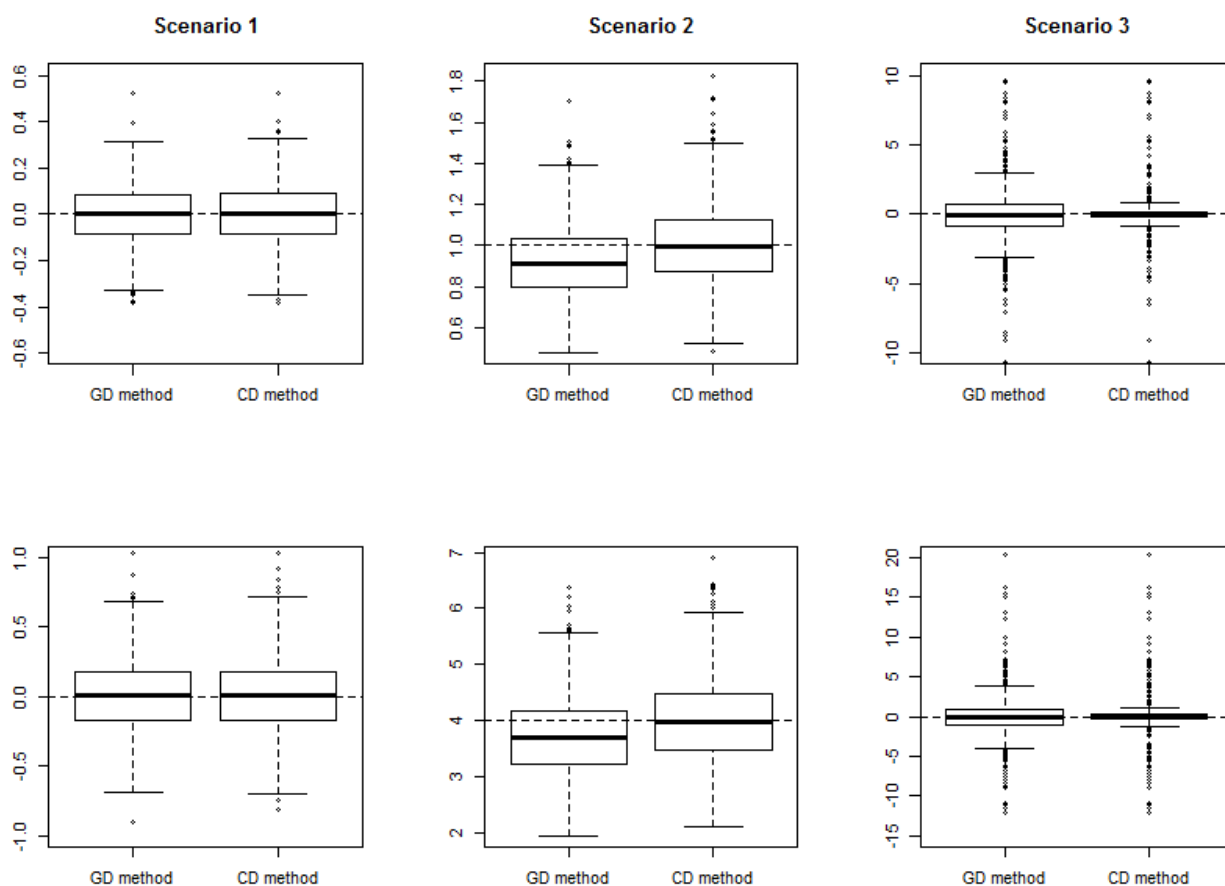 Scenario 1
0.6
0.4
0.2
0.0
-0.2
-0.4
-0.6
GD method
CD method
Scenario 2
1.8
1.6
1.4
1.2
1.0
0.8
0.6
GD method
CD method
Scenario 3
10
5
0
-5
-10
GD method
CD method
1.0
0.5
0.0
-0.5
-1.0
GD method
CD method
7
6
5
4
3
2
GD method
CD method
20
15
10
5
0
-5
-10
-15
GD method
CD method